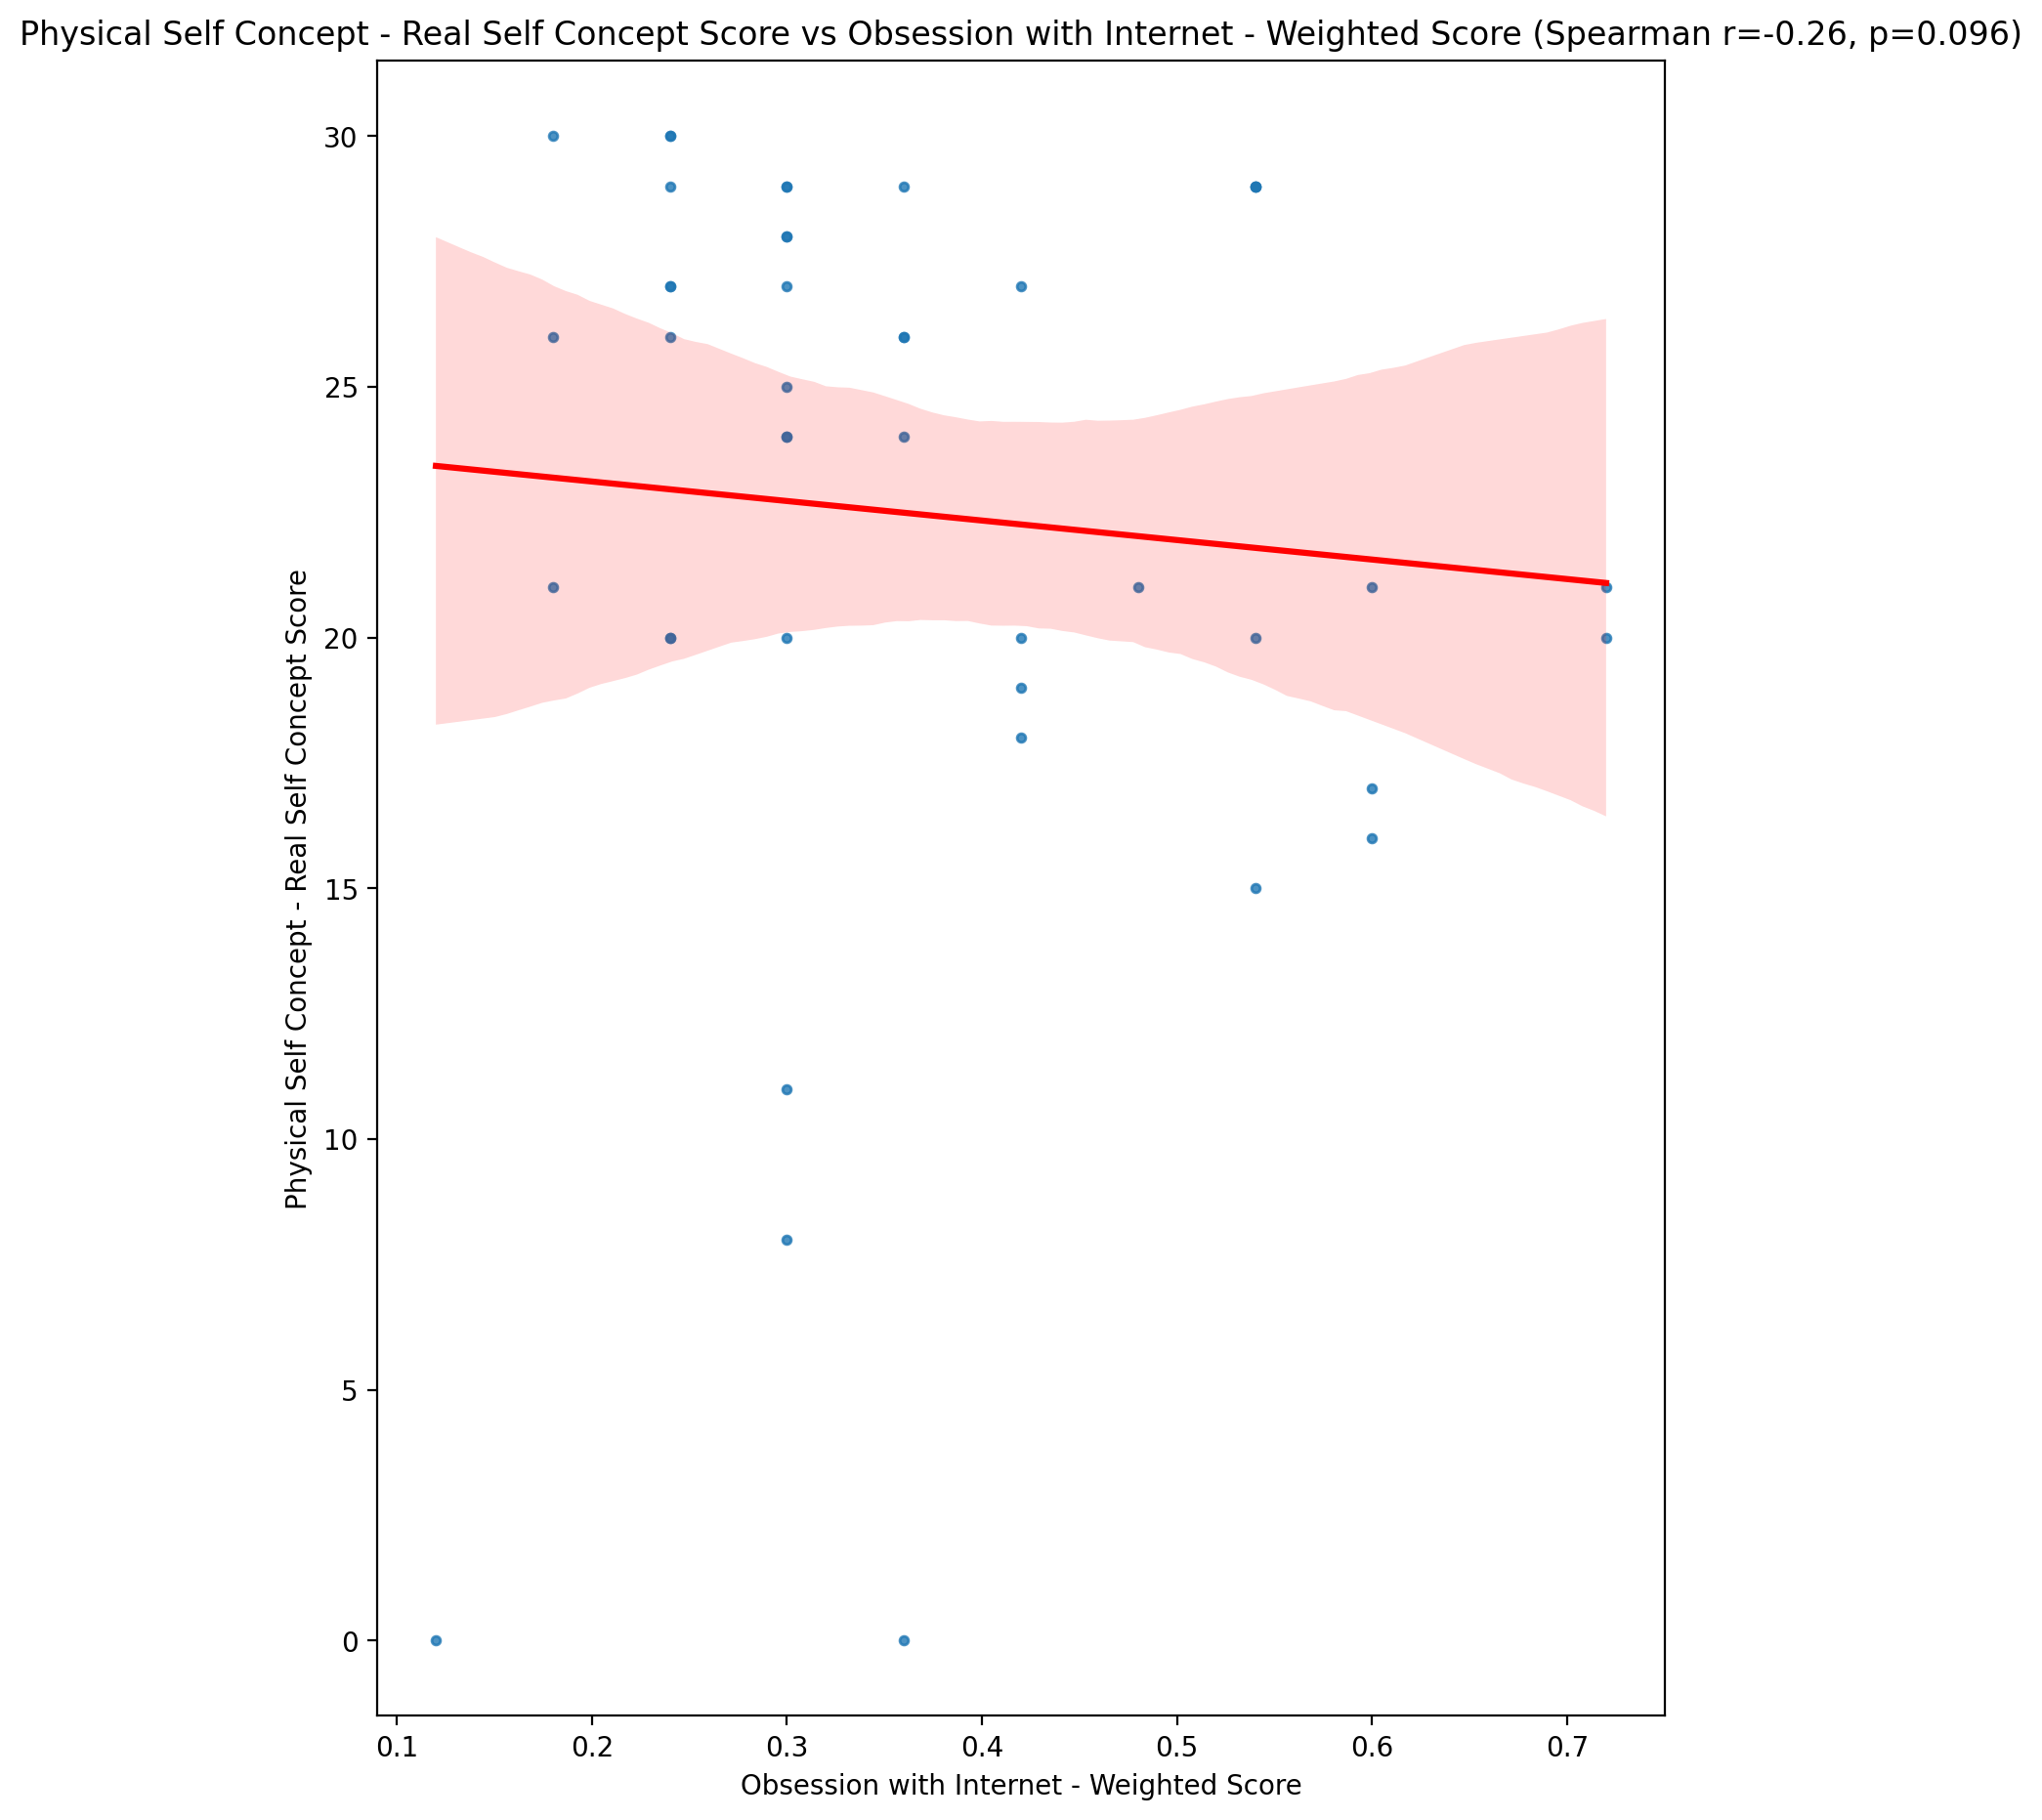 Physical Self Concept - Real Self Concept Score vs Obsession with Internet - Weighted Score (Spearman r=-0.26, p=0.096)
Physical Self Concept - Real Self Concept Score
30
25
20
15
10
5
0
0.1 0.2 0.3 0.4 0.5 0.6 0.7
Obsession with Internet - Weighted Score